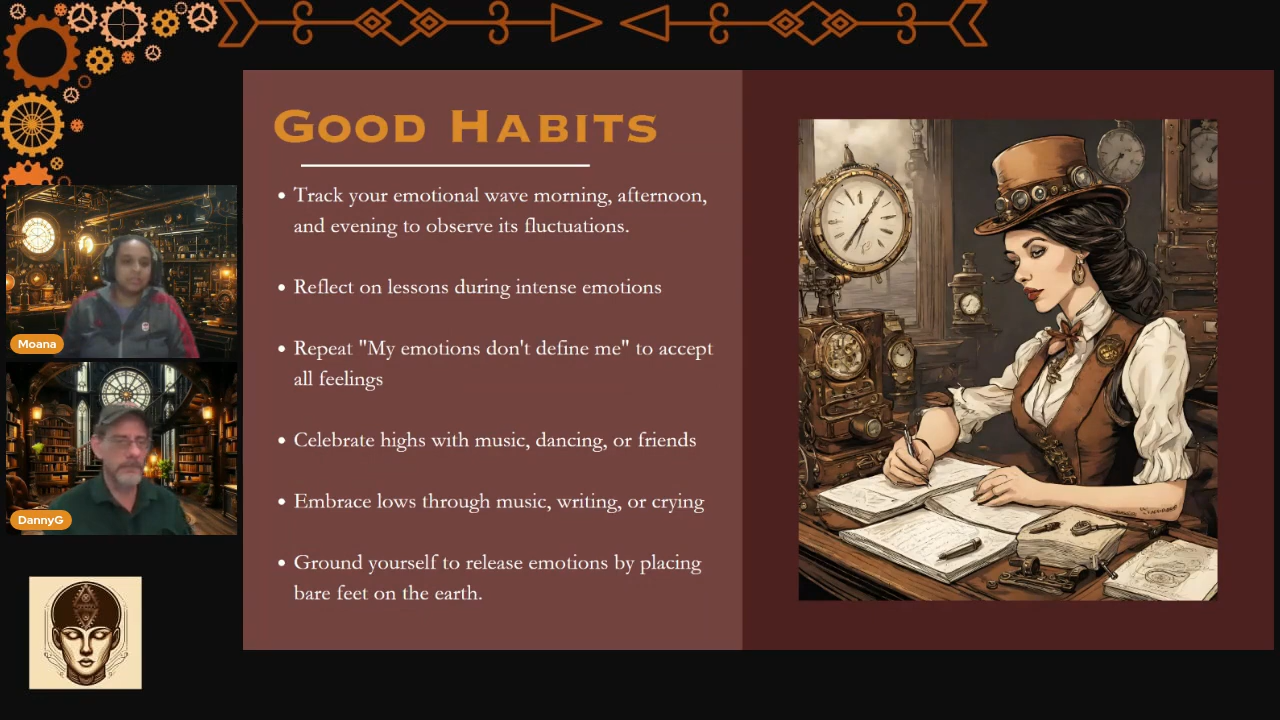 Good Habits
• Track your emotional wave morning, afternoon,
and evening to observe its fluctuations.
• Reflect on lessons during intense emotions
• Repeat "My emotions don't define me" to accept
all feelings
• Celebrate highs with music, dancing, or friends
• Embrace lows through music, writing, or crying
• Ground yourself to release emotions by placing
bare feet on the earth.
Moana
DannyG